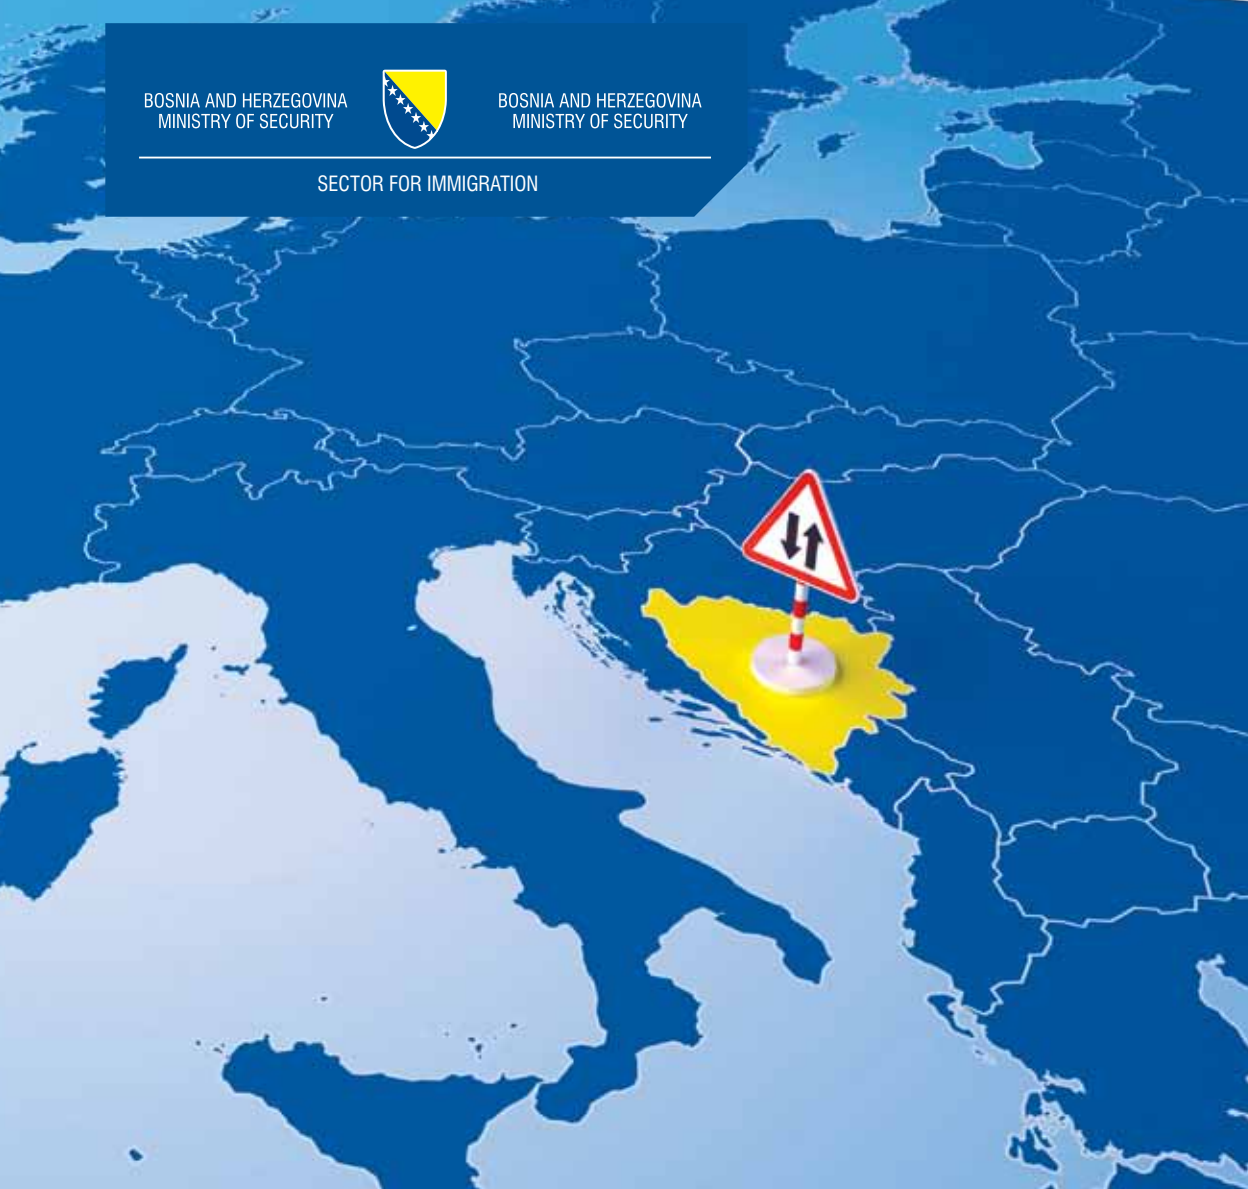 BOSNIA AND HERZEGOVINA
MINISTRY OF SECURITY
BOSNIA AND HERZEGOVINA
MINISTRY OF SECURITY
SECTOR FOR IMMIGRATION